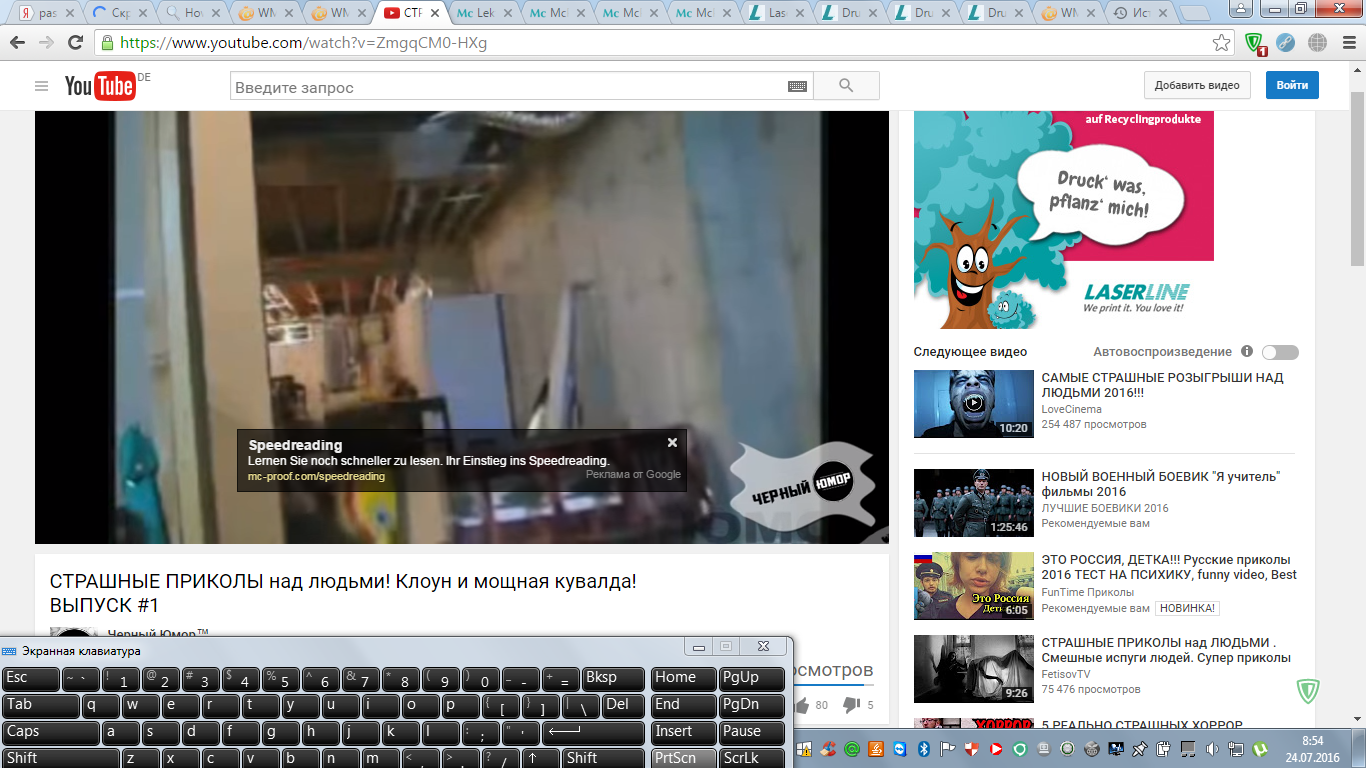 pas
Скр
Hov
WM
WM
СТР
Lek
Mcl
Mcl
Mcl
Las
Dru
Dru
Dru
WM
Ист
https://www.youtube.com/watch?v=ZmgqCM0-HXg
1
YouTube DE
Введите запрос
Добавить видео
Войти
Speedreading
Lernen Sie noch schneller zu lesen. Ihr Einstieg ins Speedreading.
mc-proof.com/speedreading
Реклама от Google
ЧЕРНЫЙ ЮМОР
СТРАШНЫЕ ПРИКОЛЫ над людьми! Клоун и мощная кувалда!
ВЫПУСК #1
Черный Юмор™
осмотров
80 5
auf Recyclingprodukte
Druck' was,
pflanz' mich!
LASERLINE
We print it. You love it!
Следующее видео Автовоспроизведение
САМЫЕ СТРАШНЫЕ РОЗЫГРЫШИ НАД
ЛЮДЬМИ 2016!!!
LoveCinema
254 487 просмотров
10:20
НОВЫЙ ВОЕННЫЙ БОЕВИК "Я учитель"
фильмы 2016
ЛУЧШИЕ БОЕВИКИ 2016
Рекомендуемые вам
1:25:46
ЭТО РОССИЯ, ДЕТКА!!! Русские приколы
2016 ТЕСТ НА ПСИХИКУ, funny video, Best
FunTime Приколы
Рекомендуемые вам НОВИНКА!
Это Россия
6:05
СТРАШНЫЕ ПРИКОЛЫ над ЛЮДЬМИ .
Смешные испуги людей. Супер приколы
FetisovTV
75 476 просмотров
9:26
5 РЕАЛЬНО СТРАШНЫХ ХОРРОР
Экранная клавиатура
Esc ~ ` ! 1 @ 2 # 3 $ 4 % 5 ^ 6 & 7 * 8 ( 9 ) 0 _ - + = Bksp Home PgUp
Tab q w e r t y u i o p { [ } ] | \ Del End PgDn
Caps a s d f g h j k l : ; " ' Insert Pause
Shift z x c v b n m < , > . ? / ↑ Shift PrtScn ScrLk
8:54
24.07.2016